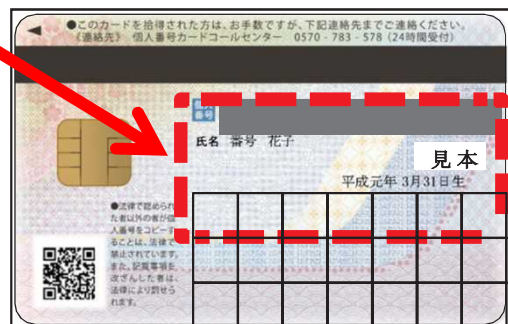 ●このカードを拾得された方は、お手数ですが、下記連絡先までご連絡ください。
《連絡先》 個人番号カードコールセンター 0570-783-578 (24時間受付)
個人
番号
氏名 番号 花子
見本
平成元年 3月31日生
●法律で認められ
た者以外の者が個
人番号をコピーす
ることは、法律で
禁止されています。
また、記載事項を
改ざんした者は、
法律により罰せら
れます。